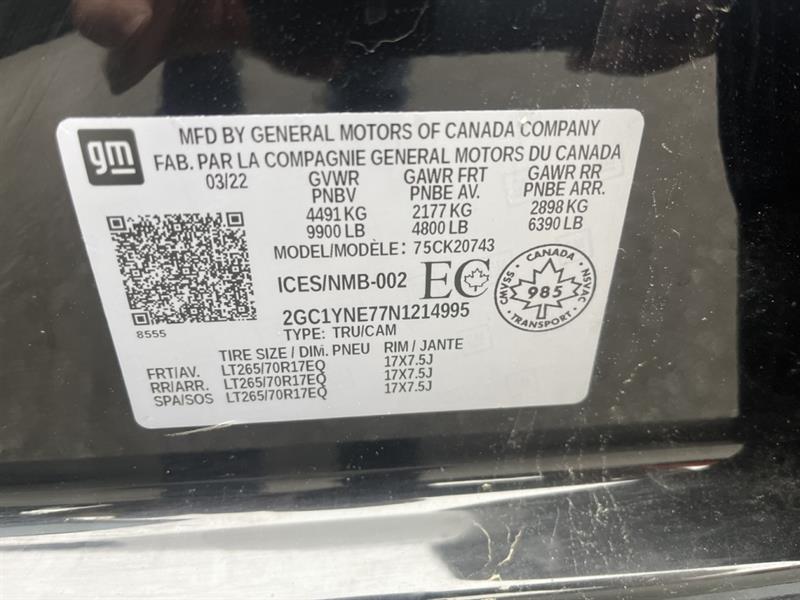 gm
MFD BY GENERAL MOTORS OF CANADA COMPANY
FAB. PAR LA COMPAGNIE GENERAL MOTORS DU CANADA
03/22 GVWR GAWR FRT GAWR RR
PNBV PNBE AV. PNBE ARR.
4491 KG 2177 KG 2898 KG
9900 LB 4800 LB 6390 LB
MODEL/MODÈLE: 75CK20743
ICES/NMB-002 EC
CANADA
CMVSS 985 NSVAC
TRANSPORT
8555
2GC1YNE77N1214995
TYPE: TRU/CAM
TIRE SIZE / DIM. PNEU RIM / JANTE
FRT/AV. LT265/70R17EQ 17X7.5J
RR/ARR. LT265/70R17EQ 17X7.5J
SPA/SOS LT265/70R17EQ 17X7.5J